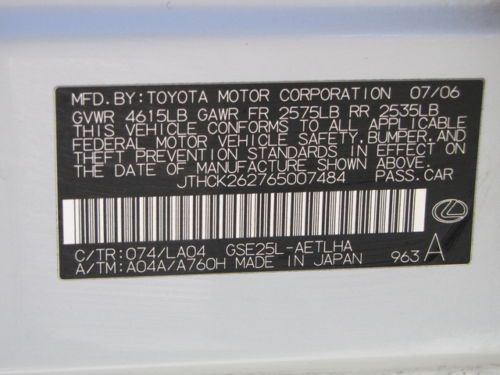 MFD. BY: TOYOTA MOTOR CORPORATION 07/06
GVWR 4615LB GAWR FR 2575LB RR 2535LB
THIS VEHICLE CONFORMS TO ALL APPLICABLE
FEDERAL MOTOR VEHICLE SAFETY, BUMPER, AND
THEFT PREVENTION STANDARDS IN EFFECT ON
THE DATE OF MANUFACTURE SHOWN ABOVE.
JTHCK262765007484 PASS. CAR
C/TR: 074/LA04 GSE25L-AETLHA
A/TM: A04A/A760H MADE IN JAPAN 963 A